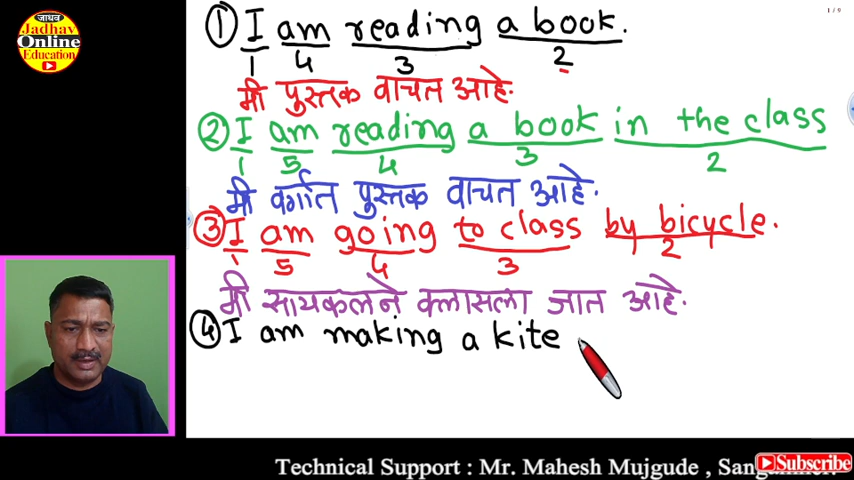 जाधव
Jadhav
Online
Education
1 / 9
① I am reading a book.
1 4 3 2
मी पुस्तक वाचत आहे.
② I am reading a book in the class
1 5 4 3 2
मी वर्गात पुस्तक वाचत आहे.
③ I am going to class by bicycle.
1 5 4 3 2
मी सायकलने क्लासला जात आहे.
④ I am making a kite
Technical Support : Mr. Mahesh Mujgude ,
Subscribe